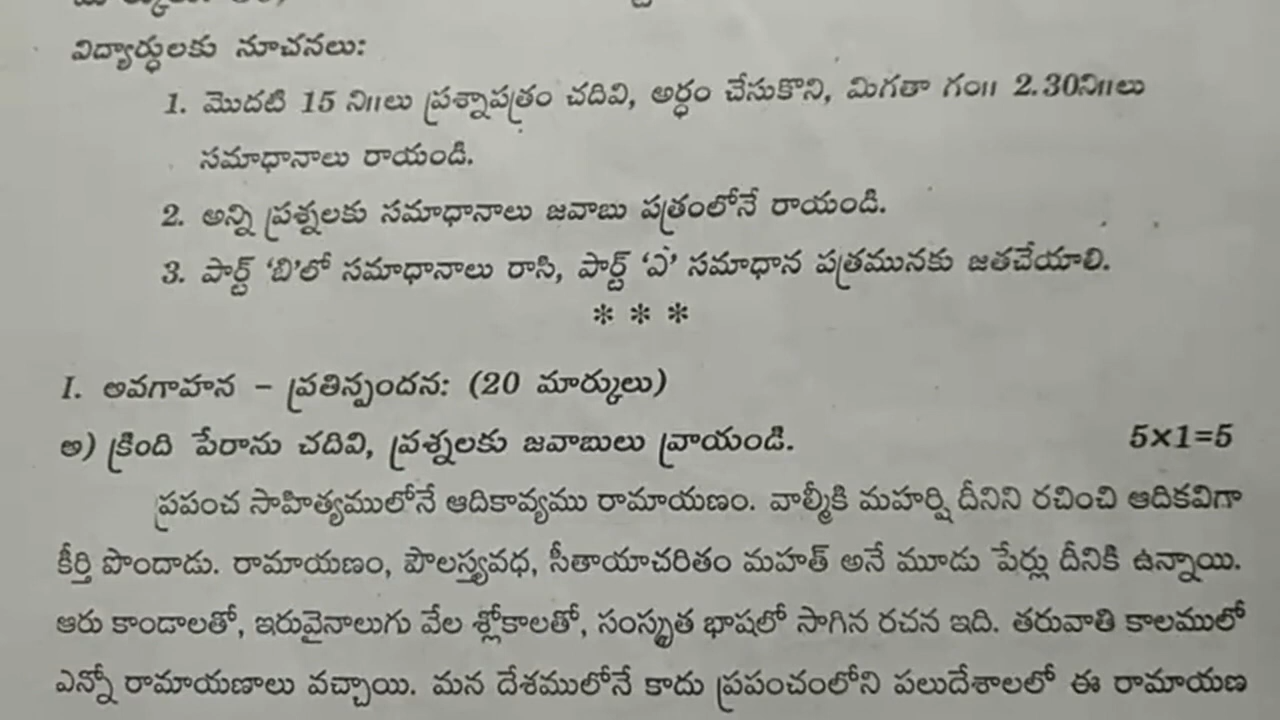 విద్యార్థులకు సూచనలు:
1. మొదటి 15 ని॥లు ప్రశ్నాపత్రం చదివి, అర్థం చేసుకొని, మిగతా గం॥ 2.30ని॥లు
సమాధానాలు రాయండి.
2. అన్ని ప్రశ్నలకు సమాధానాలు జవాబు పత్రంలోనే రాయండి.
3. పార్ట్ ‘బి’లో సమాధానాలు రాసి, పార్ట్ ‘ఏ’ సమాధాన పత్రమునకు జతచేయాలి.
* * *
I. అవగాహన – ప్రతిస్పందన: (20 మార్కులు)
అ) క్రింది పేరాను చదివి, ప్రశ్నలకు జవాబులు వ్రాయండి. 5×1=5
ప్రపంచ సాహిత్యములోనే ఆదికావ్యము రామాయణం. వాల్మీకి మహర్షి దీనిని రచించి ఆదికవిగా
కీర్తి పొందాడు. రామాయణం, పౌలస్త్యవధ, సీతాయాచరితం మహత్ అనే మూడు పేర్లు దీనికి ఉన్నాయి.
ఆరు కాండాలతో, ఇరువైనాలుగు వేల శ్లోకాలతో, సంస్కృత భాషలో సాగిన రచన ఇది. తరువాతి కాలములో
ఎన్నో రామాయణాలు వచ్చాయి. మన దేశములోనే కాదు ప్రపంచంలోని పలుదేశాలలో ఈ రామాయణ